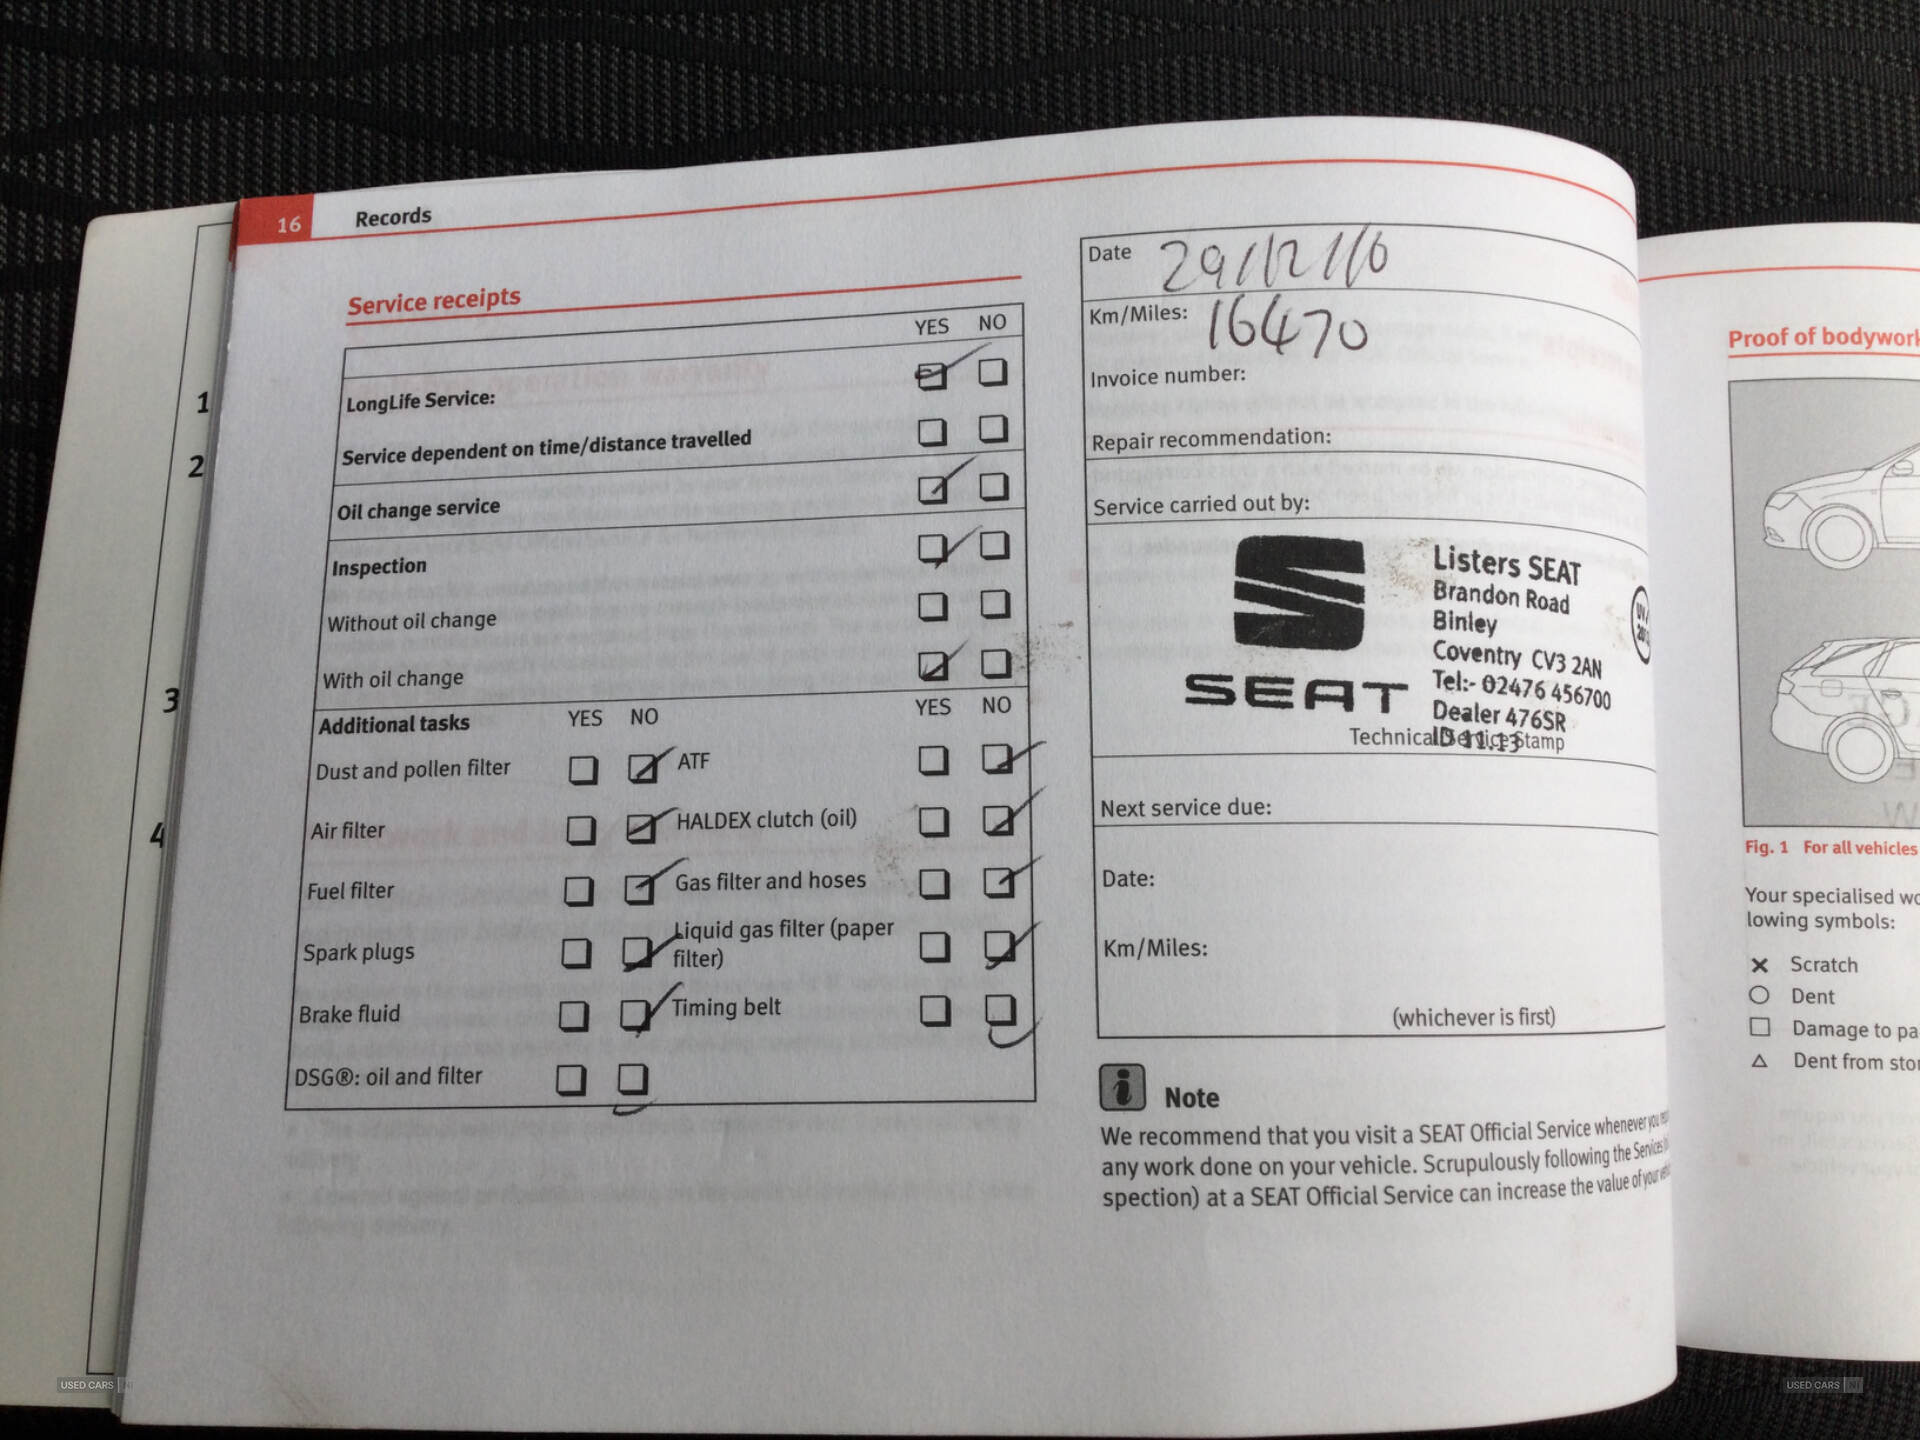 16 Records
Service receipts
YES NO
LongLife Service:
Service dependent on time/distance travelled
Oil change service
Inspection
Without oil change
With oil change
Additional tasks YES NO YES NO
Dust and pollen filter ATF
Air filter HALDEX clutch (oil)
Fuel filter Gas filter and hoses
Spark plugs Liquid gas filter (paper
filter)
Brake fluid Timing belt
DSG®: oil and filter
1
2
3
4
Date 29/12/10
Km/Miles: 16470
Invoice number:
Repair recommendation:
Service carried out by:
SEAT
Listers SEAT
Brandon Road
Binley
Coventry CV3 2AN
Tel:- 02476 456700
Dealer 476SR
ID 11.13
Technical Service Stamp
Next service due:
Date:
Km/Miles:
(whichever is first)
i Note
We recommend that you visit a SEAT Official Service whenever you
any work done on your vehicle. Scrupulously following the Services
spection) at a SEAT Official Service can increase the value of your
Proof of bodywork
Fig. 1 For all vehicles
Your specialised
lowing symbols:
Scratch
Dent
Damage to
Dent from
USED CARS NI
USED CARS NI